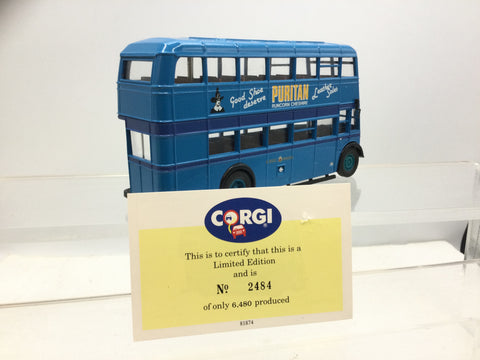 Good Shoes deserve PURITAN Leather Soles
RUNCORN CHESHIRE
CORGI
This is to certify that this is a
Limited Edition
and is
No 2484
of only 6,480 produced
93874